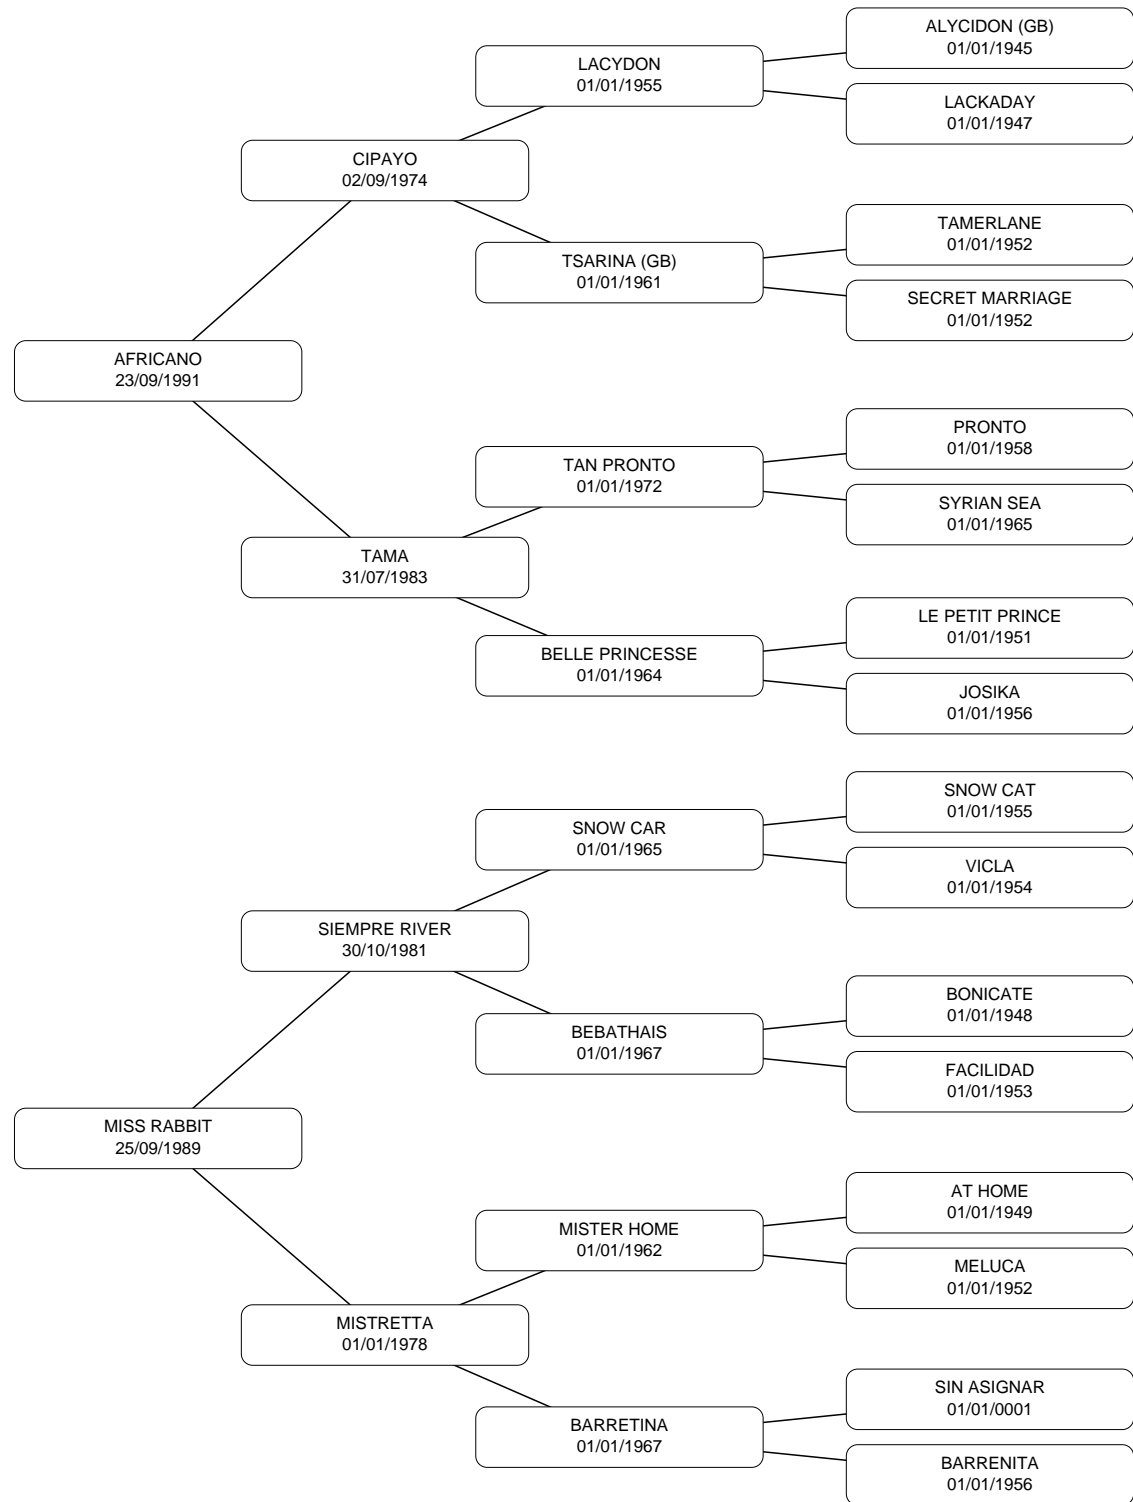 ALYCIDON (GB)
01/01/1945
LACYDON
01/01/1955
LACKADAY
01/01/1947
CIPAYO
02/09/1974
TAMERLANE
01/01/1952
TSARINA (GB)
01/01/1961
SECRET MARRIAGE
01/01/1952
AFRICANO
23/09/1991
PRONTO
01/01/1958
TAN PRONTO
01/01/1972
SYRIAN SEA
01/01/1965
TAMA
31/07/1983
LE PETIT PRINCE
01/01/1951
BELLE PRINCESSE
01/01/1964
JOSIKA
01/01/1956
SNOW CAT
01/01/1955
SNOW CAR
01/01/1965
VICLA
01/01/1954
SIEMPRE RIVER
30/10/1981
BONICATE
01/01/1948
BEBATHAIS
01/01/1967
FACILIDAD
01/01/1953
MISS RABBIT
25/09/1989
AT HOME
01/01/1949
MISTER HOME
01/01/1962
MELUCA
01/01/1952
MISTRETTA
01/01/1978
SIN ASIGNAR
01/01/0001
BARRETINA
01/01/1967
BARRENITA
01/01/1956